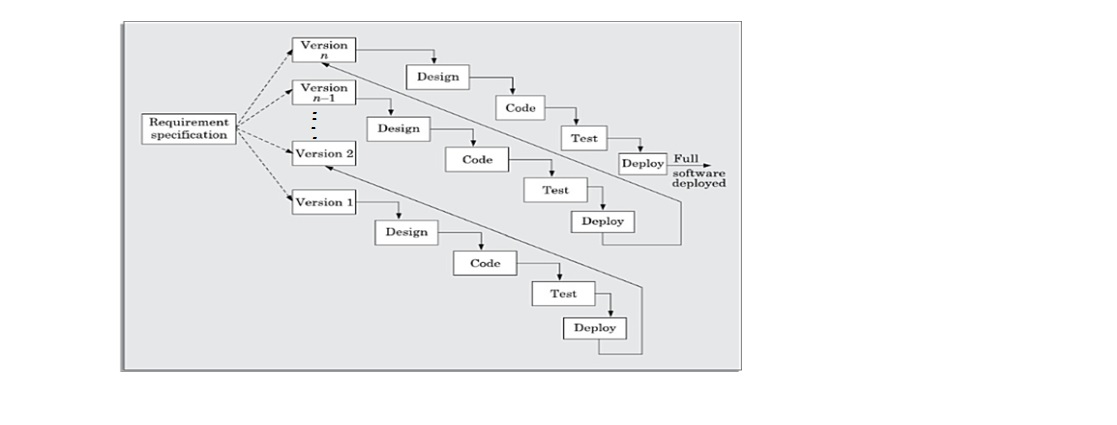 Version
n
Design
Code
Test
Deploy
Full
software
deployed
Version
n–1
Design
Code
Test
Deploy
Requirement
specification
Version 2
Version 1
Design
Code
Test
Deploy